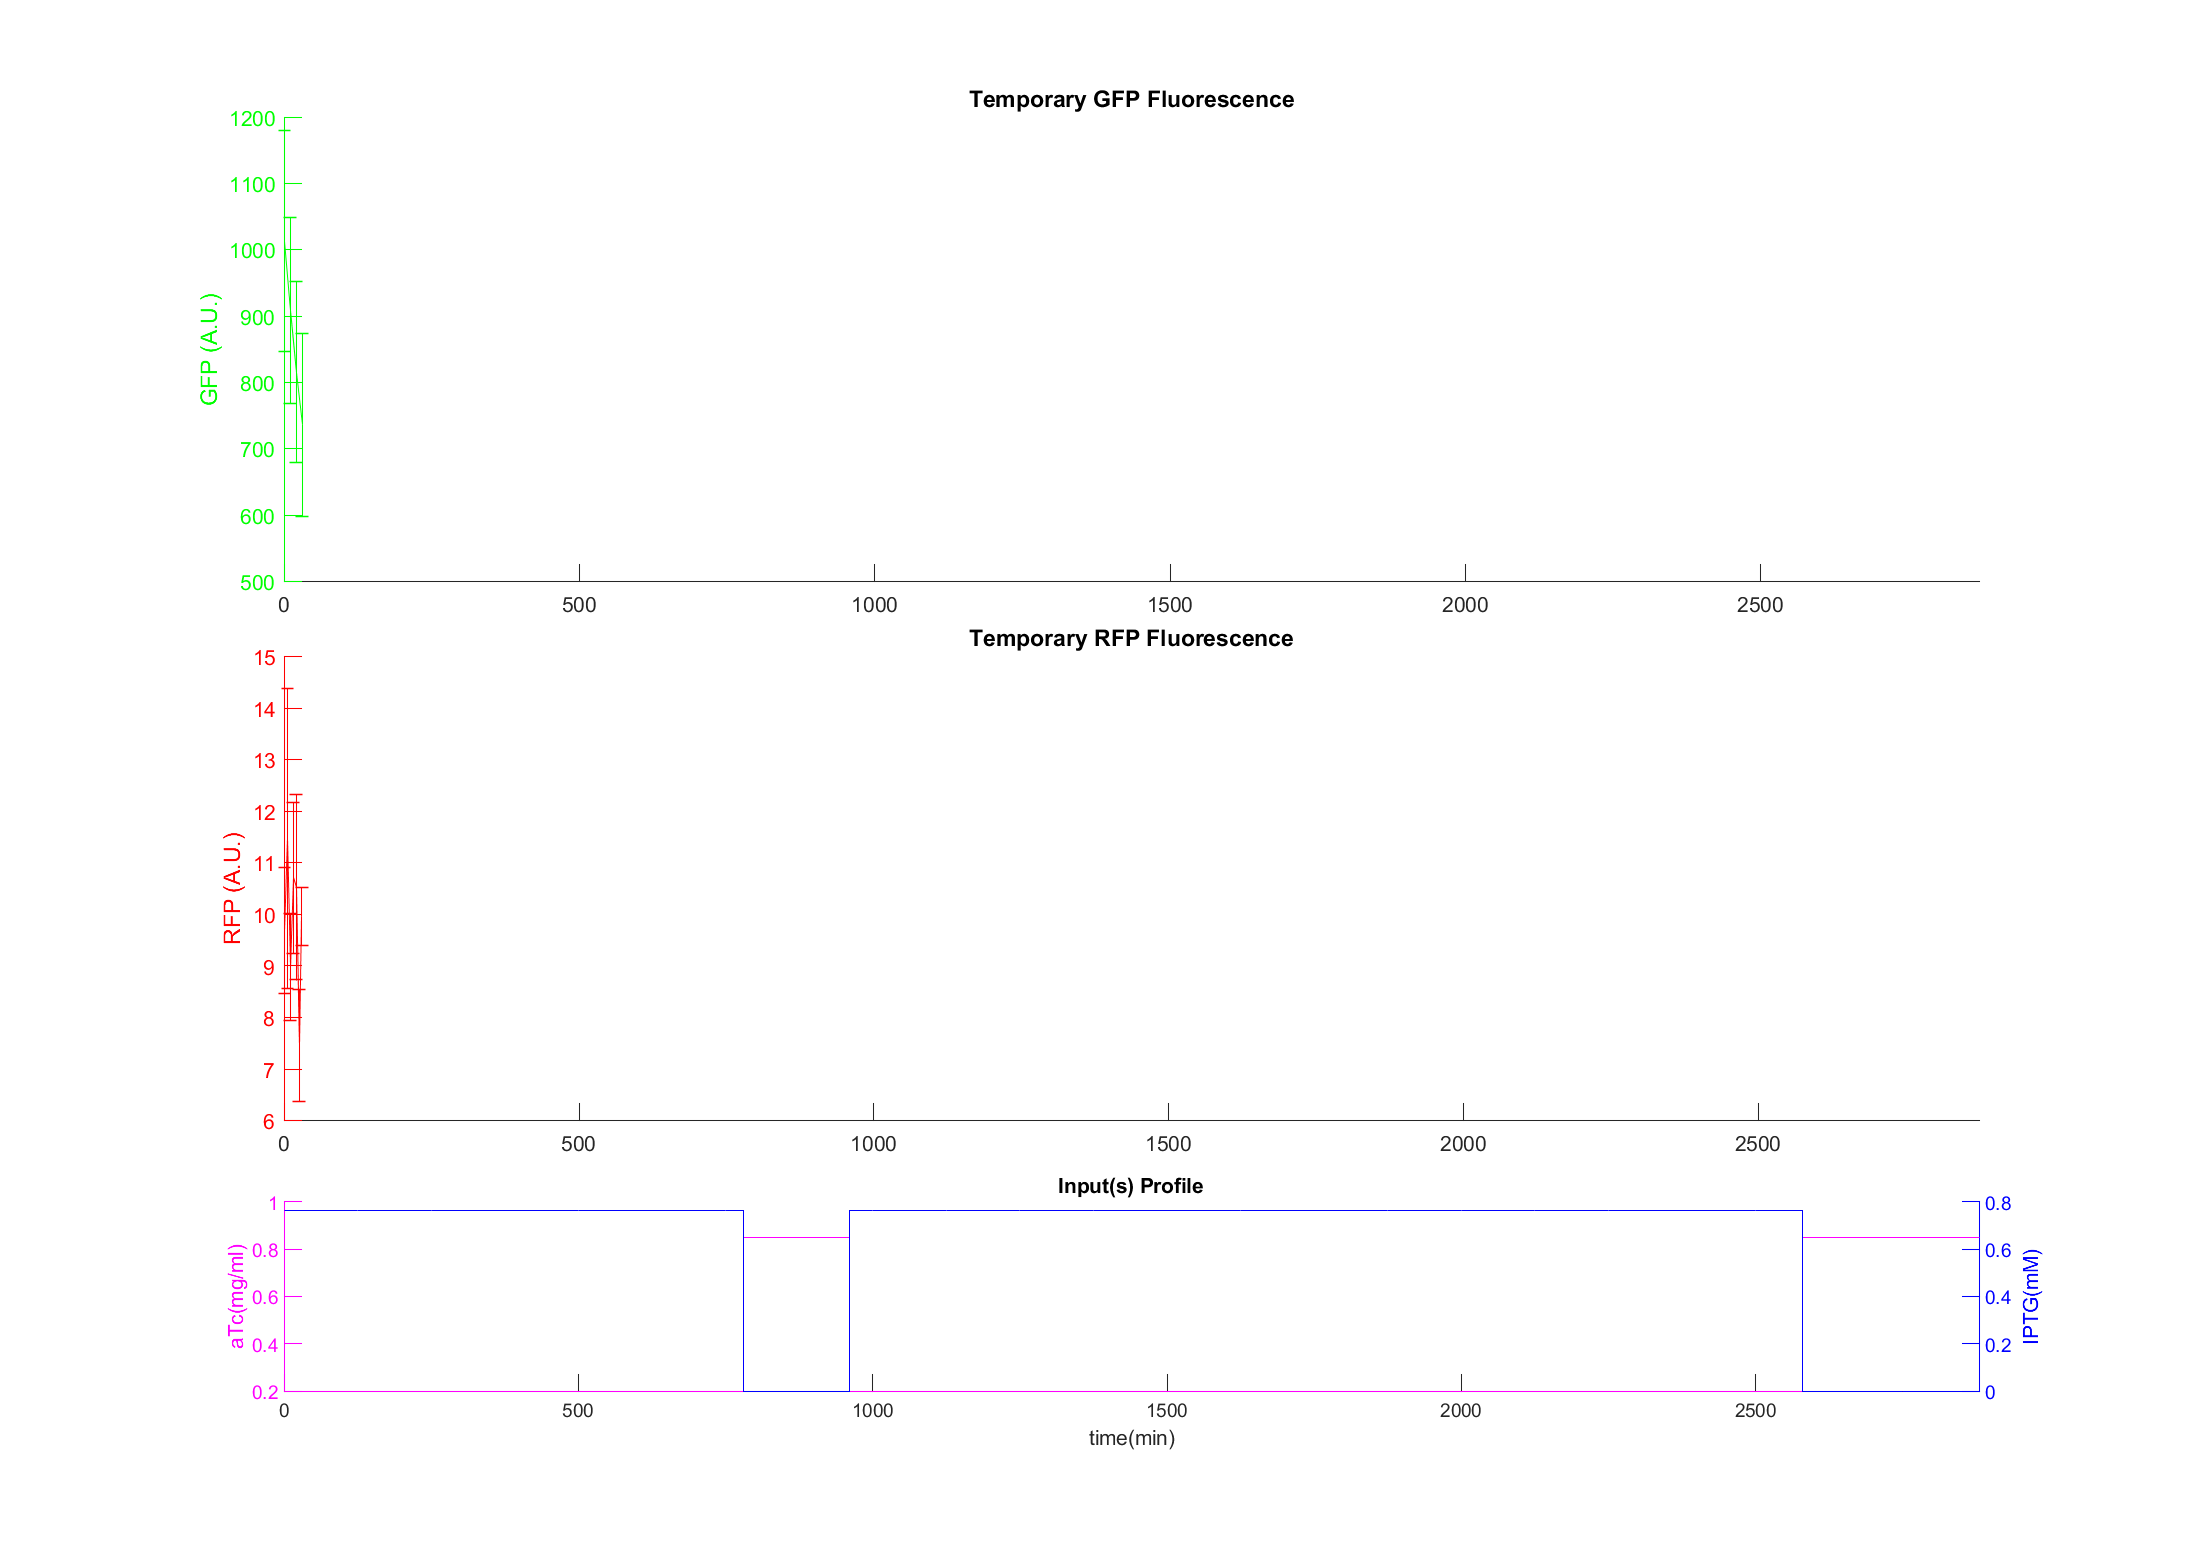 Temporary GFP Fluorescence
GFP (A.U.)
1200
1100
1000
900
800
700
600
500
0 500 1000 1500 2000 2500
Temporary RFP Fluorescence
RFP (A.U.)
15
14
13
12
11
10
9
8
7
6
0 500 1000 1500 2000 2500
Input(s) Profile
aTc(mg/ml)
1
0.8
0.6
0.4
0.2
0.8
0.6
0.4
0.2
0
IPTG(mM)
0 500 1000 1500 2000 2500
time(min)